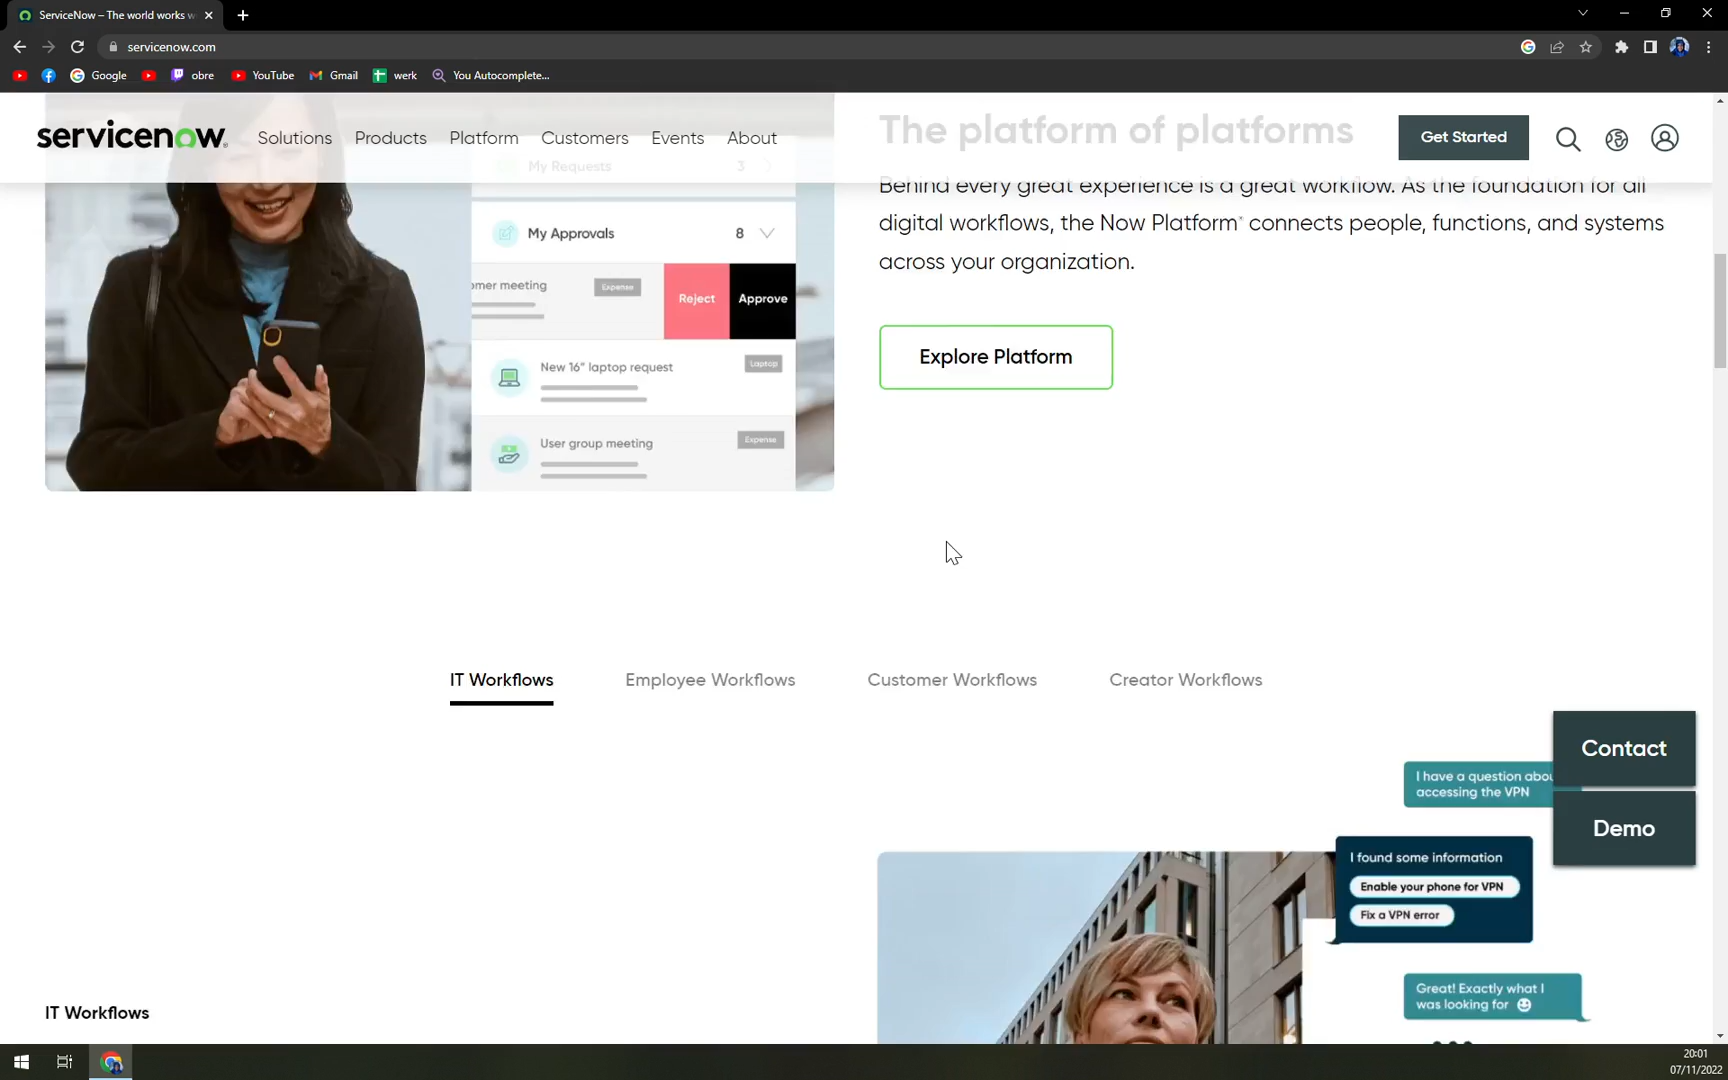 ServiceNow – The world works w
servicenow.com
Google
obre
YouTube
Gmail
werk
You Autocomplete...
servicenow
Solutions
Products
Platform
Customers
Events
About
Get Started
My Requests
3
My Approvals
8
omer meeting
Expense
Reject
Approve
New 16" laptop request
Laptop
User group meeting
Expense
The platform of platforms
Behind every great experience is a great workflow. As the foundation for all
digital workflows, the Now Platform® connects people, functions, and systems
across your organization.
Explore Platform
IT Workflows
Employee Workflows
Customer Workflows
Creator Workflows
Contact
Demo
I have a question abou
accessing the VPN
I found some information
Enable your phone for VPN
Fix a VPN error
Great! Exactly what I
was looking for
IT Workflows
20:01
07/11/2022